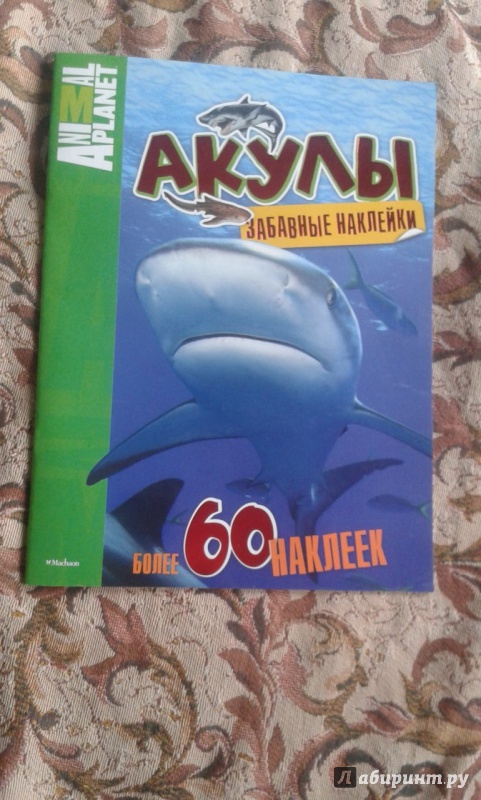 ANIMAL
PLANET
АКУЛЫ
ЗАБАВНЫЕ НАКЛЕЙКИ
БОЛЕЕ 60 НАКЛЕЕК
Machaon
Лабиринт.ру